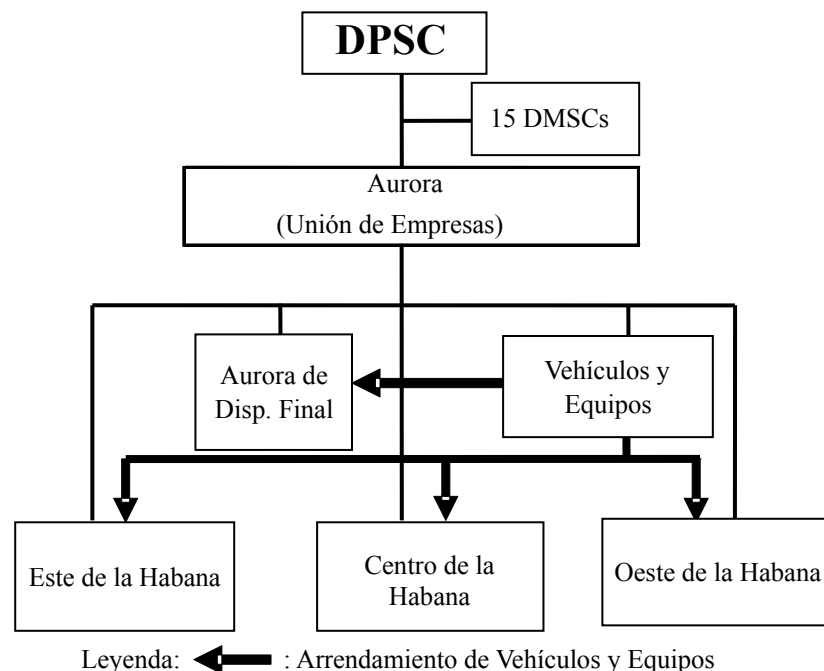 DPSC
15 DMSCs
Aurora
(Unión de Empresas)
Aurora de
Disp. Final
Vehículos y
Equipos
Este de la Habana
Centro de la
Habana
Oeste de la Habana
Leyenda: : Arrendamiento de Vehículos y Equipos